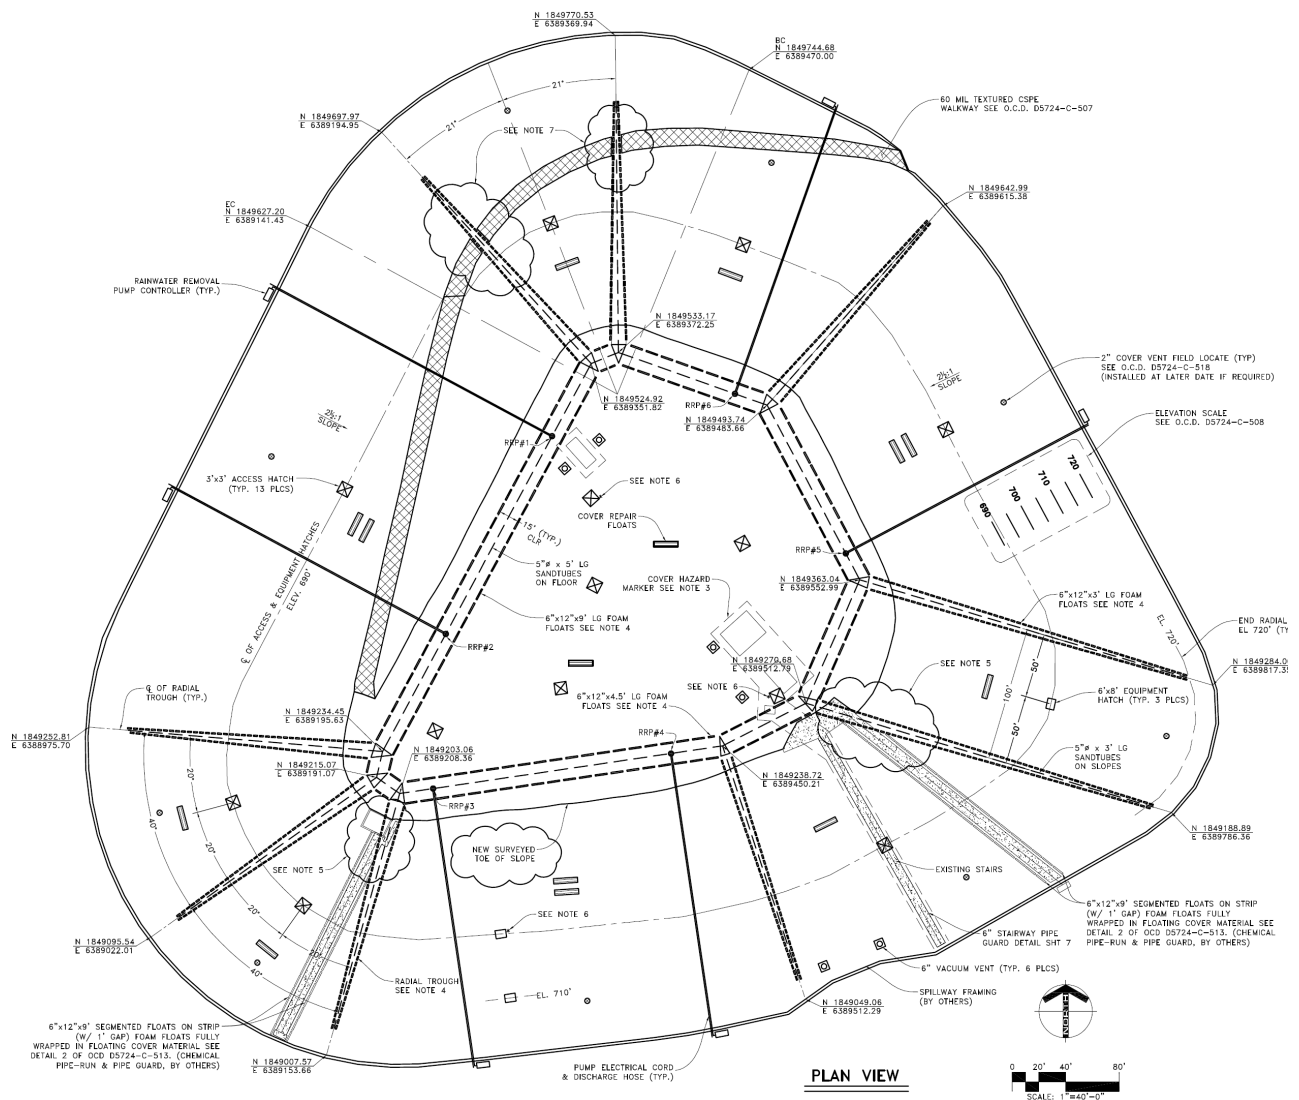 N 1849770.53
E 6389369.94
BC
N 1849744.68
E 6389470.00
60 MIL TEXTURED CSPE
WALKWAY SEE O.C.D. D5724-C-507
21'
21'
N 1849697.97
E 6389194.95
SEE NOTE 7
N 1849642.99
E 6389615.38
EC
N 1849627.20
E 6389141.43
RAINWATER REMOVAL
PUMP CONTROLLER (TYP.)
N 1849533.17
E 6389372.25
2" COVER VENT FIELD LOCATE (TYP)
SEE O.C.D. D5724-C-518
(INSTALLED AT LATER DATE IF REQUIRED)
2½:1
SLOPE
2½:1
SLOPE
RRP#6
N 1849524.92
E 6389351.82
N 1849493.74
E 6389483.66
ELEVATION SCALE
SEE O.C.D. D5724-C-508
RRP#1
3'x3' ACCESS HATCH
(TYP. 13 PLCS)
SEE NOTE 6
690
700
710
720
COVER REPAIR
FLOATS
15' (TYP.)
CLR
RRP#5
5"ø x 5' LG
SANDTUBES
ON FLOOR
COVER HAZARD
MARKER SEE NOTE 3
N 1849363.04
E 6389552.99
6"x12"x3' LG FOAM
FLOATS SEE NOTE 4
℄ OF ACCESS & EQUIPMENT HATCHES
ELEV. 690'
6"x12"x9' LG FOAM
FLOATS SEE NOTE 4
EL. 720'
END RADIAL
EL 720' (TY
RRP#2
N 1849270.68
E 6389512.79
SEE NOTE 5
N 1849284.0
E 6389817.3
℄ OF RADIAL
TROUGH (TYP.)
6"x12"x4.5' LG FOAM
FLOATS SEE NOTE 4
SEE NOTE 6
50'
100'
50'
6'x8' EQUIPMENT
HATCH (TYP. 3 PLCS)
N 1849234.45
E 6389195.63
N 1849252.81
E 6388975.70
RRP#4
N 1849203.06
E 6389208.36
5"ø x 3' LG
SANDTUBES
ON SLOPES
N 1849215.07
E 6389191.07
N 1849238.72
E 6389450.21
20'
40'
20'
RRP#3
N 1849188.89
E 6389786.36
NEW SURVEYED
TOE OF SLOPE
SEE NOTE 5
EXISTING STAIRS
20'
20'
40'
SEE NOTE 6
6"x12"x9' SEGMENTED FLOATS ON STRIP
(W/ 1' GAP) FOAM FLOATS FULLY
WRAPPED IN FLOATING COVER MATERIAL SEE
DETAIL 2 OF OCD D5724-C-513. (CHEMICAL
PIPE-RUN & PIPE GUARD, BY OTHERS)
6" STAIRWAY PIPE
GUARD DETAIL SHT 7
N 1849095.54
E 6389022.01
RADIAL TROUGH
SEE NOTE 4
EL. 710'
6" VACUUM VENT (TYP. 6 PLCS)
SPILLWAY FRAMING
(BY OTHERS)
N 1849049.06
E 6389512.29
NORTH
6"x12"x9' SEGMENTED FLOATS ON STRIP
(W/ 1' GAP) FOAM FLOATS FULLY
WRAPPED IN FLOATING COVER MATERIAL SEE
DETAIL 2 OF OCD D5724-C-513. (CHEMICAL
PIPE-RUN & PIPE GUARD, BY OTHERS)
N 1849007.57
E 6389153.66
PUMP ELECTRICAL CORD
& DISCHARGE HOSE (TYP.)
PLAN VIEW
0 20' 40' 80'
SCALE: 1"=40'-0"